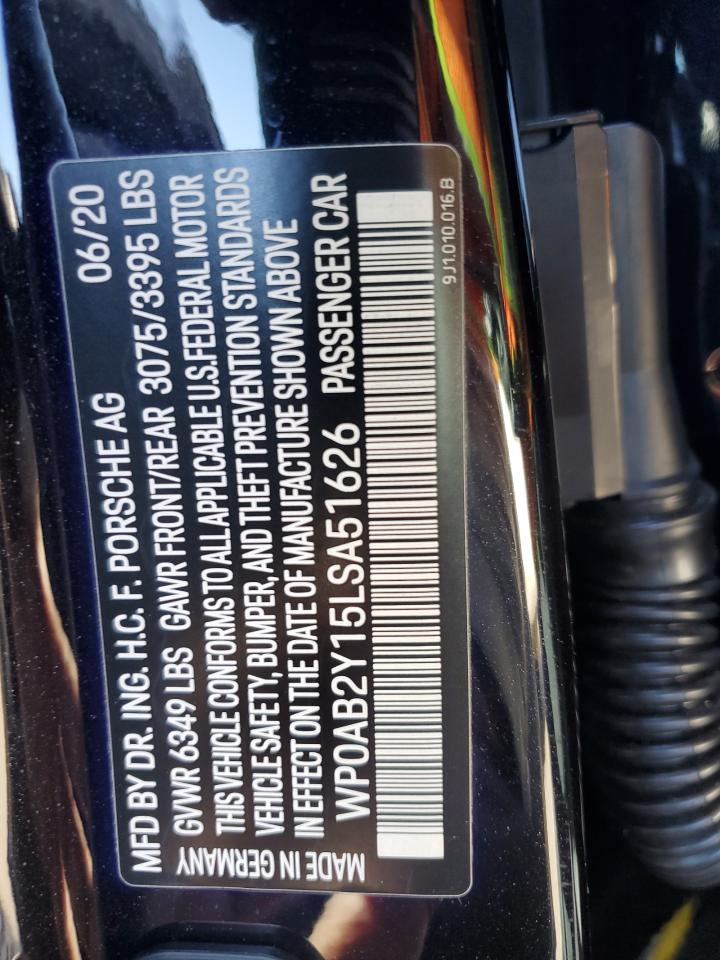 MFD BY DR. ING. H.C. F. PORSCHE AG 06/20
GVWR 6349 LBS GAWR FRONT/REAR 3075/3395 LBS
THIS VEHICLE CONFORMS TO ALL APPLICABLE U.S.FEDERAL MOTOR
VEHICLE SAFETY, BUMPER, AND THEFT PREVENTION STANDARDS
IN EFFECT ON THE DATE OF MANUFACTURE SHOWN ABOVE
WP0AB2Y15LSA51626 PASSENGER CAR
MADE IN GERMANY
9J1.010.016.B